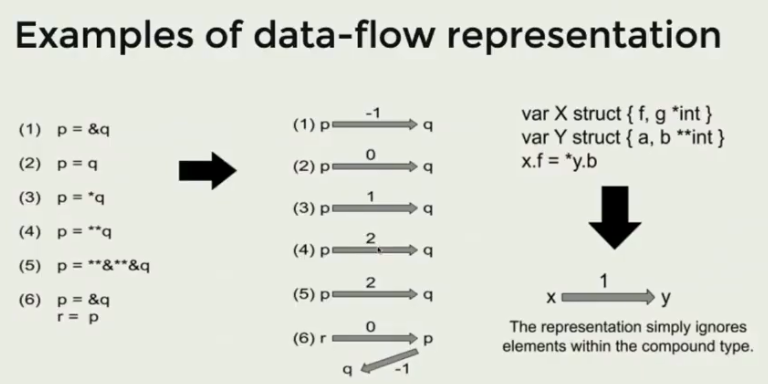 Examples of data-flow representation
(1) p = &q
(2) p = q
(3) p = *q
(4) p = **q
(5) p = **&**&q
(6) p = &q
r = p
-1
(1) p q
0
(2) p q
1
(3) p q
2
(4) p q
2
(5) p q
0
(6) r p
q -1
var X struct { f, g *int }
var Y struct { a, b **int }
x.f = *y.b
1
x y
The representation simply ignores
elements within the compound type.